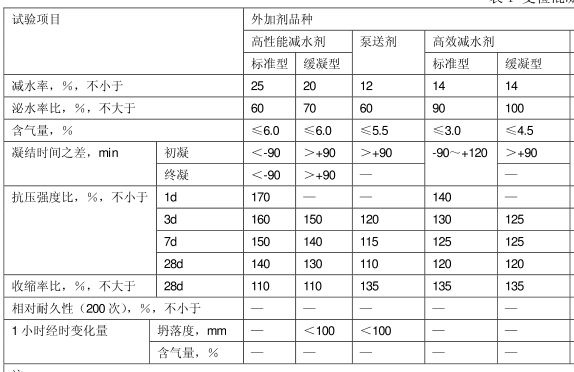 试验项目 外加剂品种
高性能减水剂 泵送剂 高效减水剂
标准型 缓凝型 标准型 缓凝型
减水率，%，不小于 25 20 12 14 14
泌水率比，%，不大于 60 70 60 90 100
含气量，% ≤6.0 ≤6.0 ≤5.5 ≤3.0 ≤4.5
凝结时间之差，min 初凝 ＜-90 ＞+90 ＞+90 -90～+120 ＞+90
终凝 ＜-90 ＞+90 — —
抗压强度比，%，不小于 1d 170 — — 140 —
3d 160 150 120 130 125
7d 150 140 115 125 125
28d 140 130 110 120 120
收缩率比，%，不大于 28d 110 110 135 135 135
相对耐久性（200次），%，不小于 — — — — —
1小时经时变化量 坍落度，mm — ＜100 ＜100 — —
含气量，% — — — — —